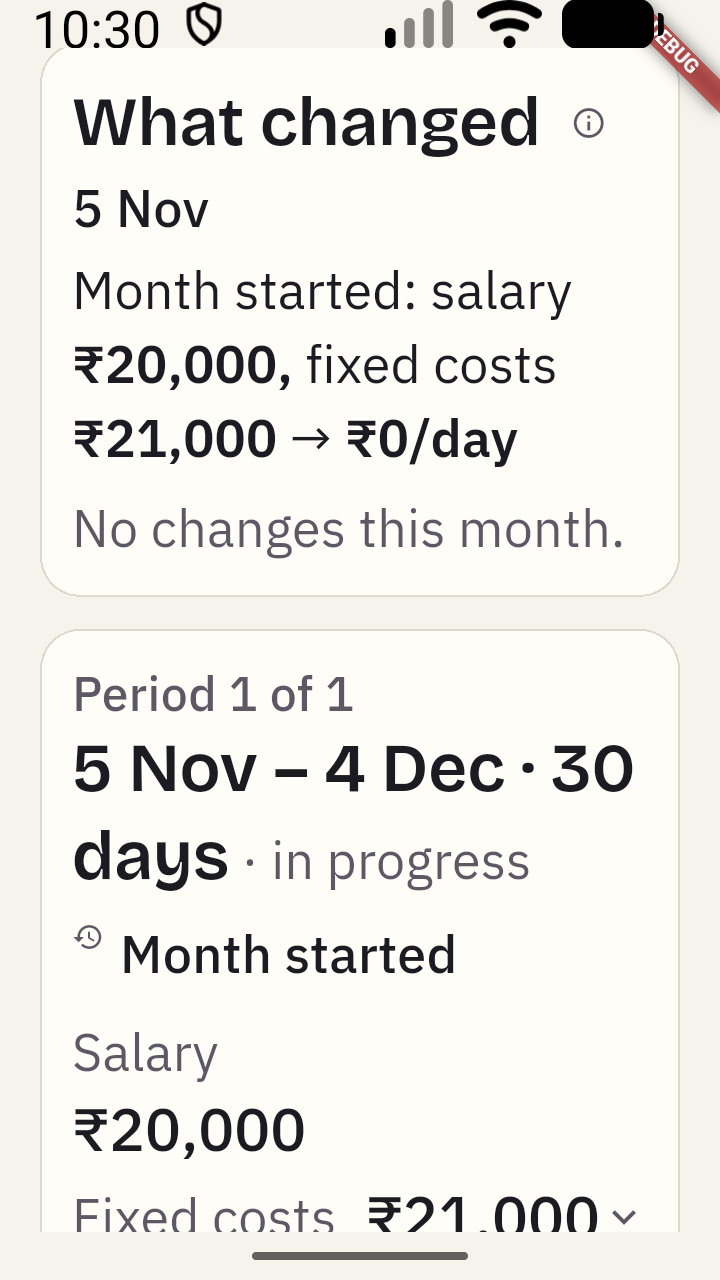 10:30
DEBUG
What changed
5 Nov
Month started: salary
₹20,000, fixed costs
₹21,000 → ₹0/day
No changes this month.
Period 1 of 1
5 Nov – 4 Dec · 30
days · in progress
Month started
Salary
₹20,000
Fixed costs ₹21,000